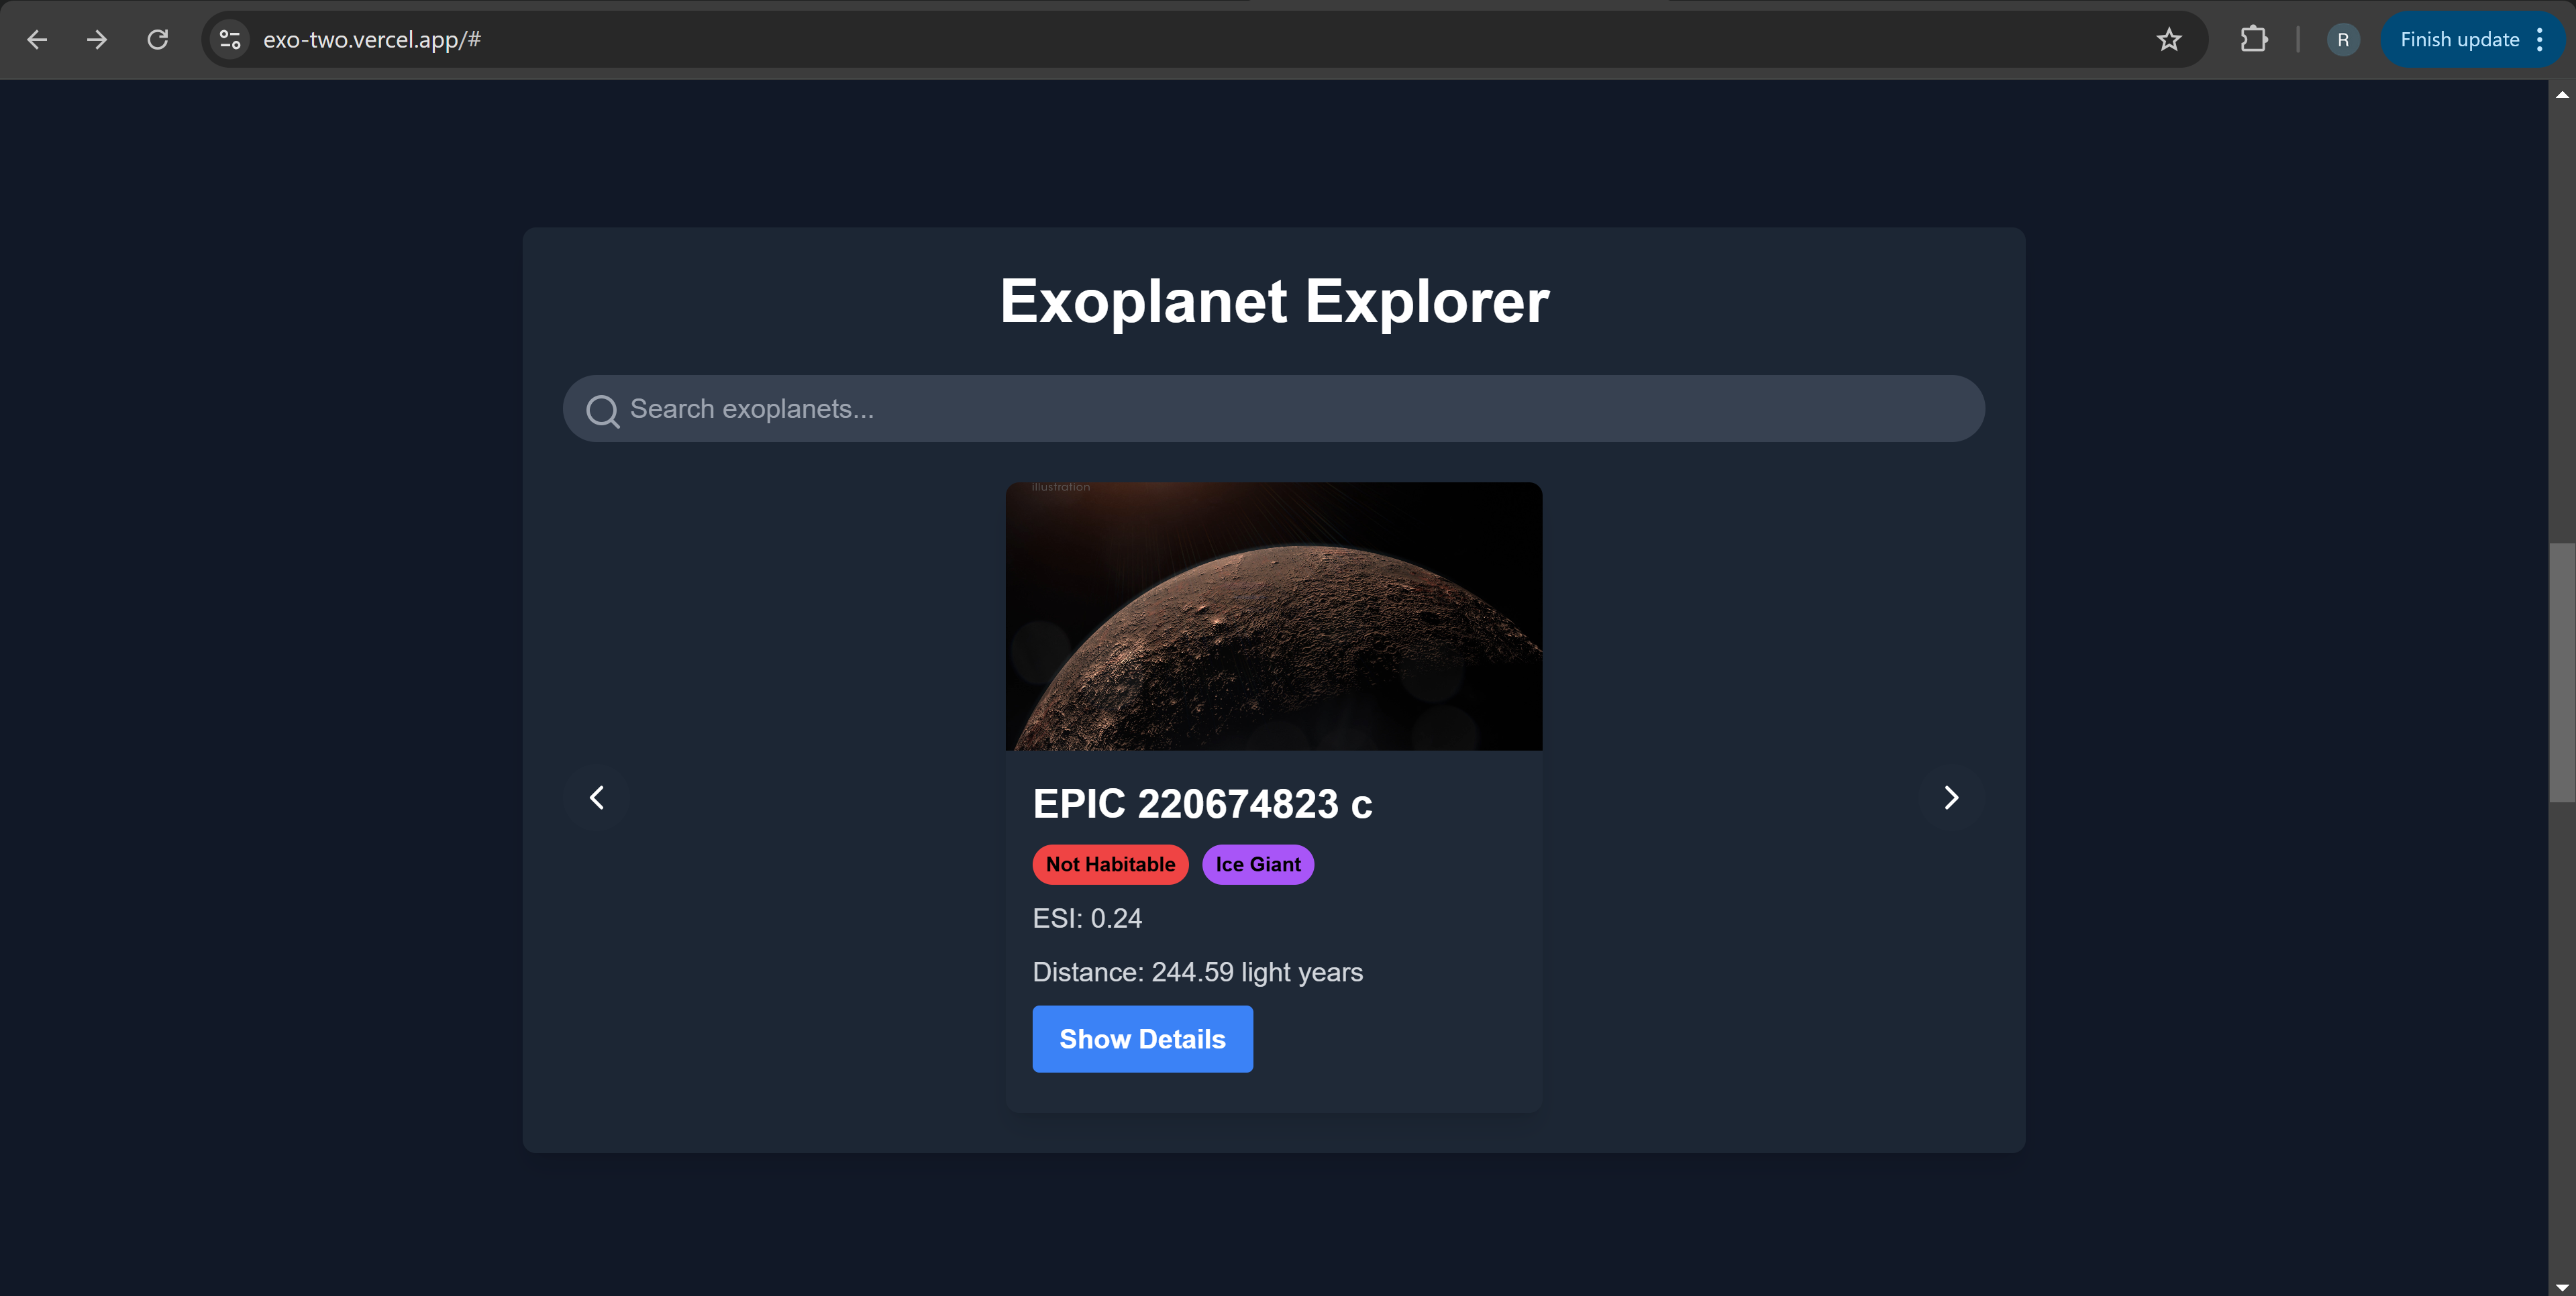 exo-two.vercel.app/#
R
Finish update
Exoplanet Explorer
Search exoplanets...
illustration
EPIC 220674823 c
Not Habitable Ice Giant
ESI: 0.24
Distance: 244.59 light years
Show Details